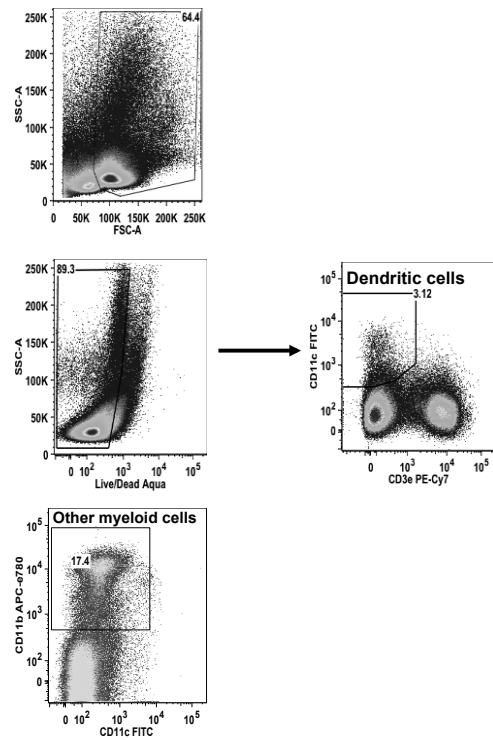 64.4
250K
200K
150K
100K
50K
0
SSC-A
0 50K 100K 150K 200K 250K
FSC-A
89.3
250K
200K
150K
100K
50K
0
SSC-A
0 10² 10³ 10⁴ 10⁵
Live/Dead Aqua
Dendritic cells
3.12
10⁵
10⁴
10³
10²
0
CD11c FITC
0 10³ 10⁴ 10⁵
CD3e PE-Cy7
Other myeloid cells
17.4
10⁵
10⁴
10³
10²
0
CD11b APC-e780
0 10² 10³ 10⁴ 10⁵
CD11c FITC